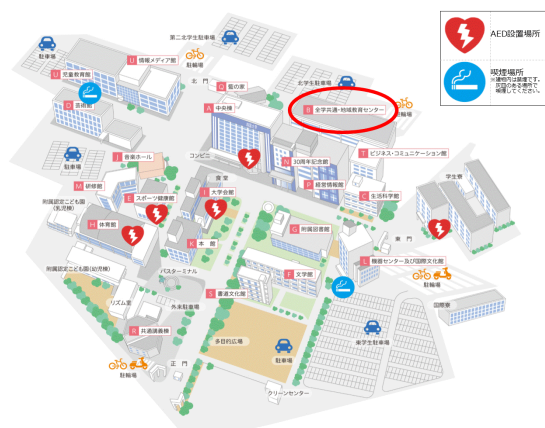 AED設置場所
喫煙場所
※建物内は禁煙です。
灰皿のある場所で
喫煙してください。
第二北学生駐車場
駐車場
U 情報メディア館
駐輪場
U 児童教育館
北門
北学生駐車場
Q 藍の家
O 芸術館
A 中央棟
B 全学共通・地域教育センター
駐輪場
コンビニ
J 音楽ホール
N 30周年記念館
T ビジネス・コミュニケーション館
駐車場
食堂
学生寮
M 研修館
P 経営情報館
附属認定こども園
(乳児棟)
E スポーツ健康館
I 大学会館
C 生活科学館
H 体育館
G 附属図書館
東門
K 本館
L 機器センター及び国際文化館
附属認定こども園(幼児棟)
バスターミナル
F 文学館
駐輪場
リズム室
S 書道文化館
外来駐車場
国際寮
R 共通講義棟
多目的広場
東学生駐車場
駐車場
正門
駐輪場
クリーンセンター